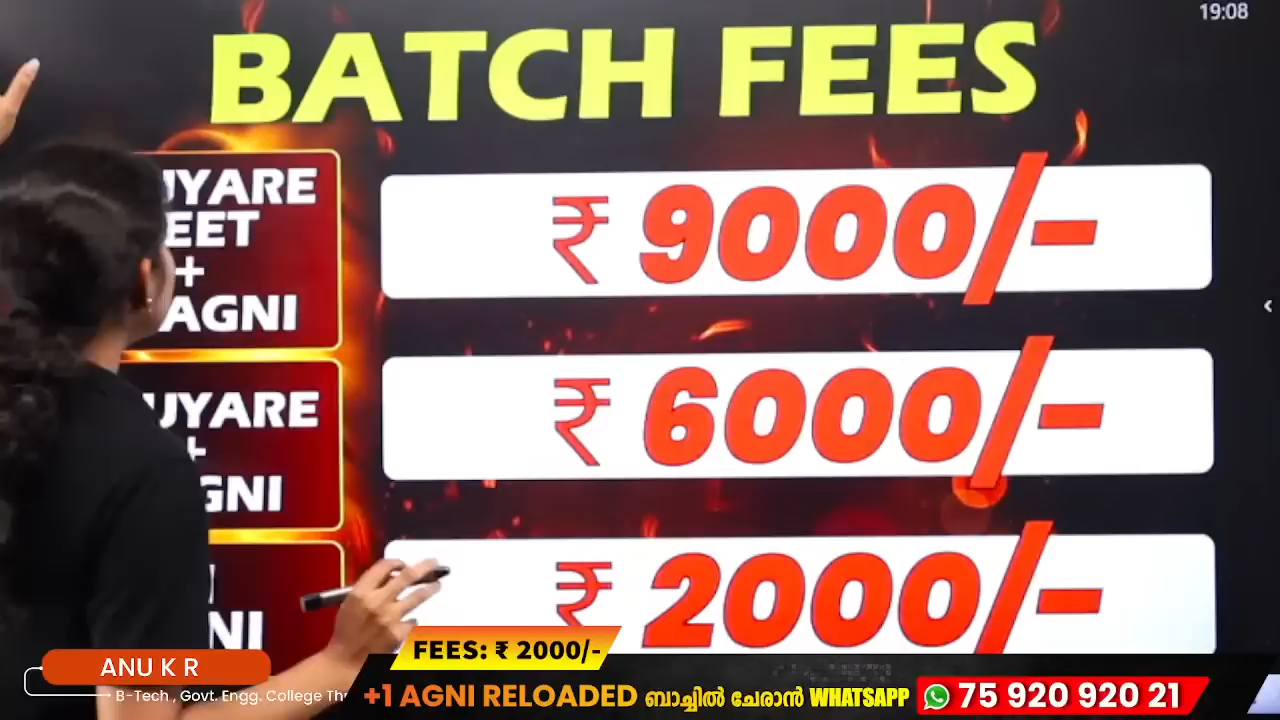 19:08
BATCH FEES
UYARE
EET
+
AGNI
₹ 9000/-
UYARE
+
GNI
₹ 6000/-
NI
₹ 2000/-
FEES: ₹ 2000/-
ANU K R
B-Tech , Govt. Engg. College Th
+1 AGNI RELOADED ബാച്ചിൽ ചേരാൻ WHATSAPP 75 920 920 21